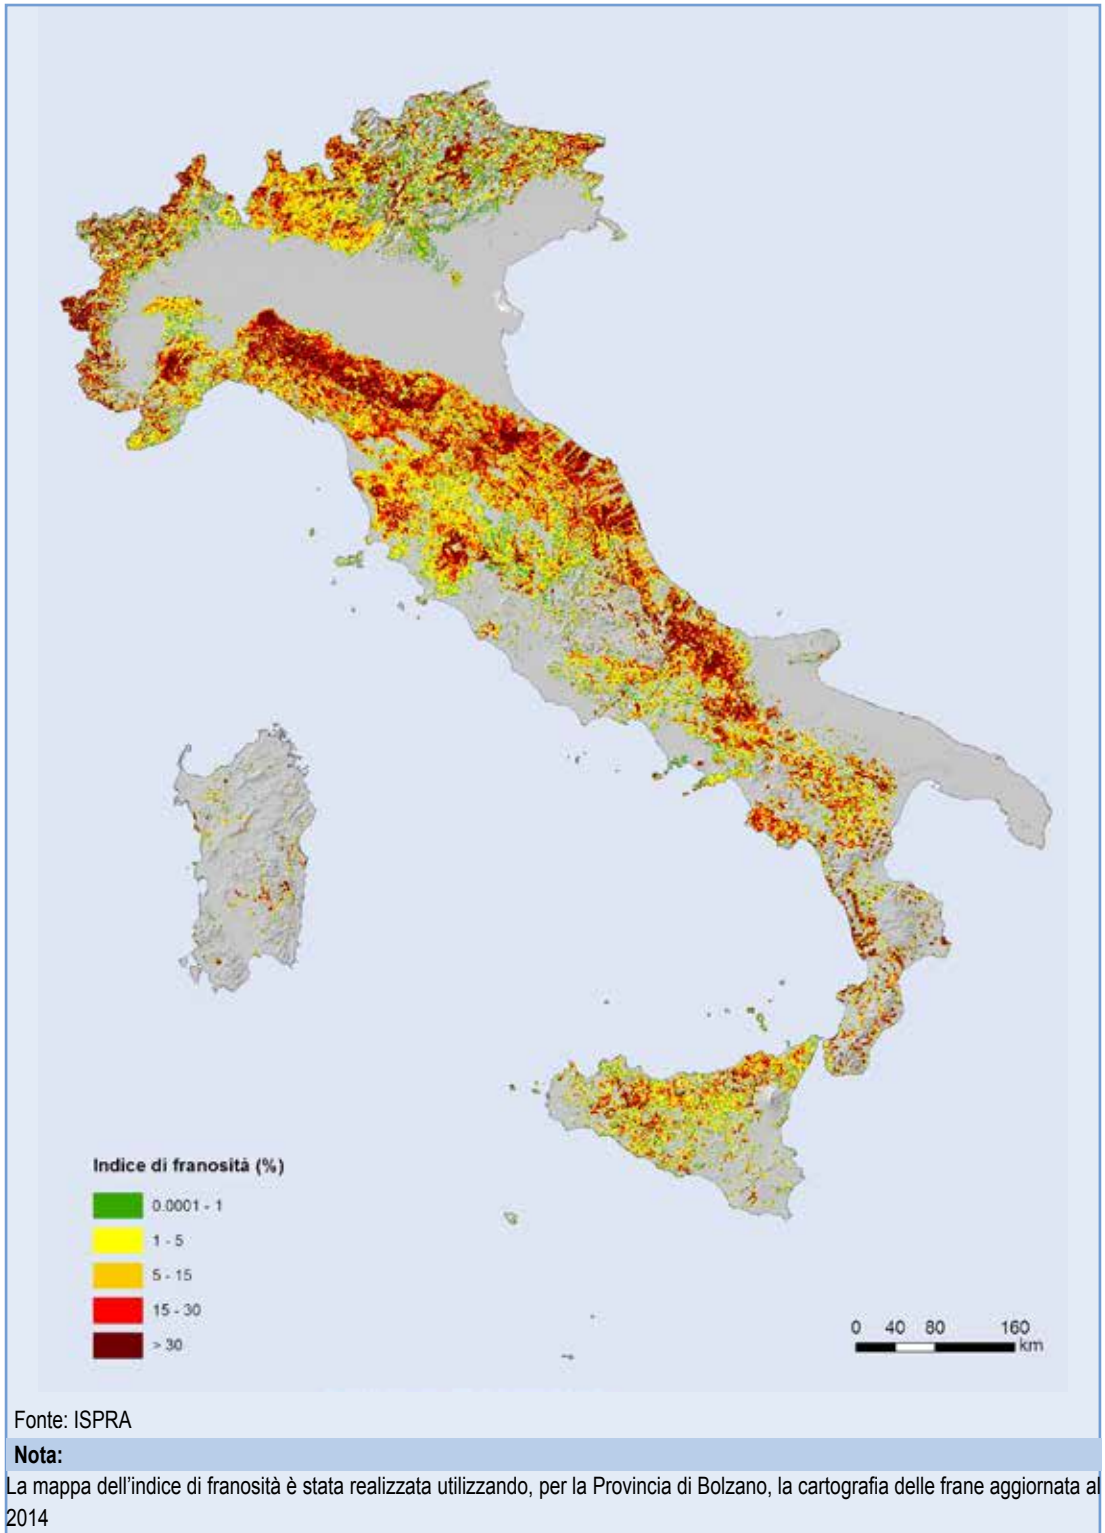 Indice di franosità (%)
0.0001 - 1
1 - 5
5 - 15
15 - 30
> 30
0 40 80 160
km
Fonte: ISPRA
Nota:
La mappa dell'indice di franosità è stata realizzata utilizzando, per la Provincia di Bolzano, la cartografia delle frane aggiornata al
2014